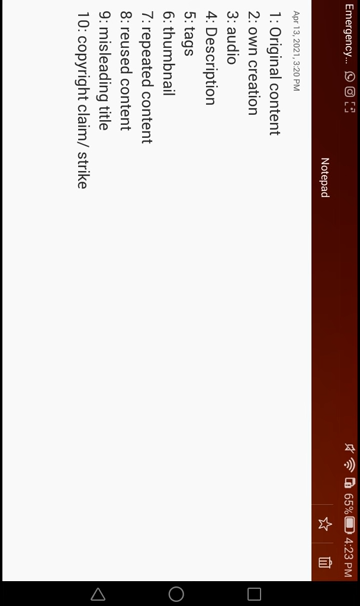 Emergency...
65% 4:23 PM
Notepad
Apr 13, 2021, 3:20 PM
1: Original content
2: own creation
3: audio
4: Description
5: tags
6: thumbnail
7: repeated content
8: reused content
9: misleading title
10: copyright claim/ strike